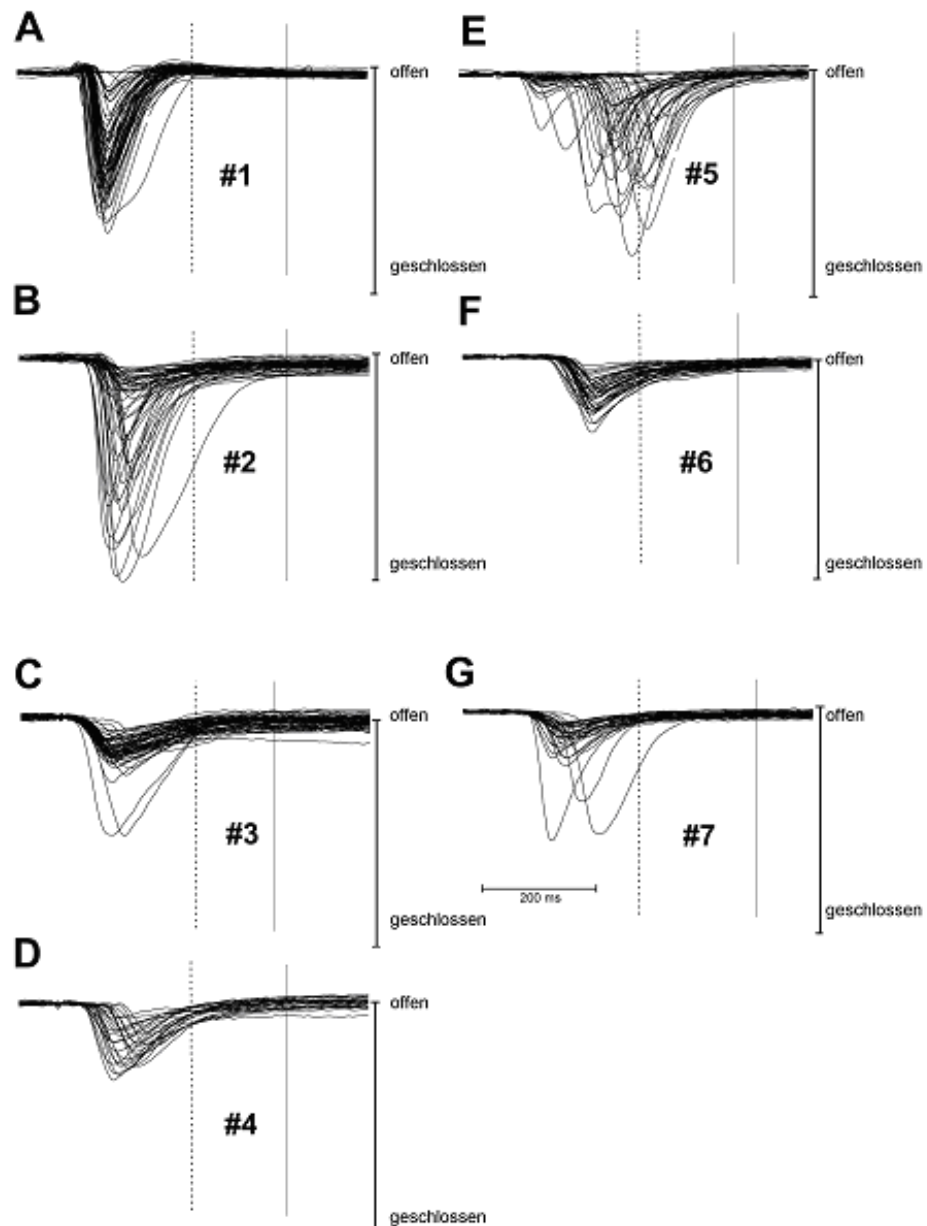 A
offen
#1
geschlossen
B
offen
#2
geschlossen
C
offen
#3
geschlossen
D
offen
#4
geschlossen
E
offen
#5
geschlossen
F
offen
#6
geschlossen
G
offen
#7
200 ms
geschlossen